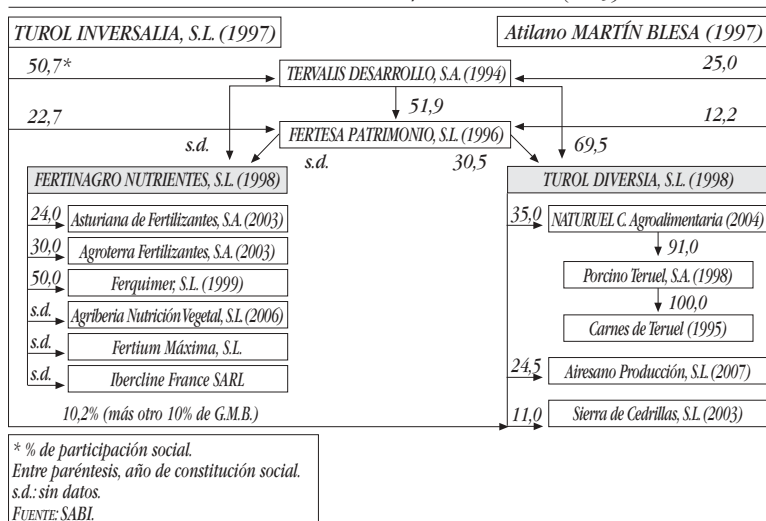 TUROL INVERSALIA, S.L. (1997)
Atilano MARTÍN BLESA (1997)
50,7*
TERVALIS DESARROLLO, S.A. (1994)
25,0
51,9
22,7
FERTESA PATRIMONIO, S.L. (1996)
12,2
s.d.
s.d.
30,5
69,5
FERTINAGRO NUTRIENTES, S.L. (1998)
TUROL DIVERSIA, S.L. (1998)
24,0
Asturiana de Fertilizantes, S.A. (2003)
30,0
Agroterra Fertilizantes, S.A. (2003)
50,0
Ferquimer, S.L. (1999)
s.d.
Agriberia Nutrición Vegetal, S.L. (2006)
s.d.
Fertium Máxima, S.L.
s.d.
Ibercline France SARL
10,2% (más otro 10% de G.M.B.)
35,0
NATURUEL C. Agroalimentaria (2004)
91,0
Porcino Teruel, S.A. (1998)
100,0
Carnes de Teruel (1995)
24,5
Airesano Producción, S.L. (2007)
11,0
Sierra de Cedrillas, S.L. (2003)
* % de participación social.
Entre paréntesis, año de constitución social.
s.d.: sin datos.
FUENTE: SABI.